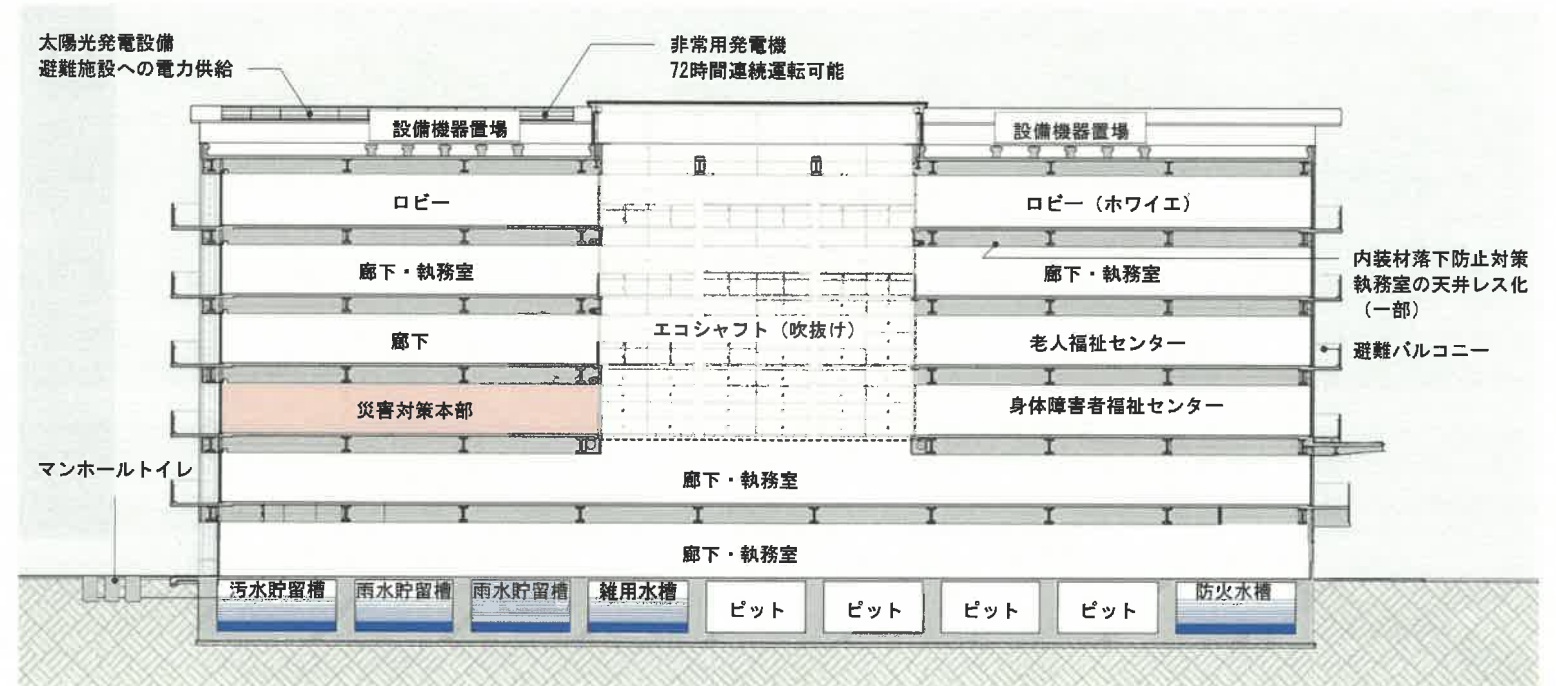 太陽光発電設備
避難施設への電力供給
非常用発電機
72時間連続運転可能
設備機器置場
設備機器置場
ロビー
ロビー（ホワイエ）
廊下・執務室
廊下・執務室
内装材落下防止対策
執務室の天井レス化
（一部）
エコシャフト（吹抜け）
廊下
老人福祉センター
避難バルコニー
災害対策本部
身体障害者福祉センター
マンホールトイレ
廊下・執務室
廊下・執務室
汚水貯留槽
雨水貯留槽
雨水貯留槽
雑用水槽
ピット
ピット
ピット
ピット
防火水槽